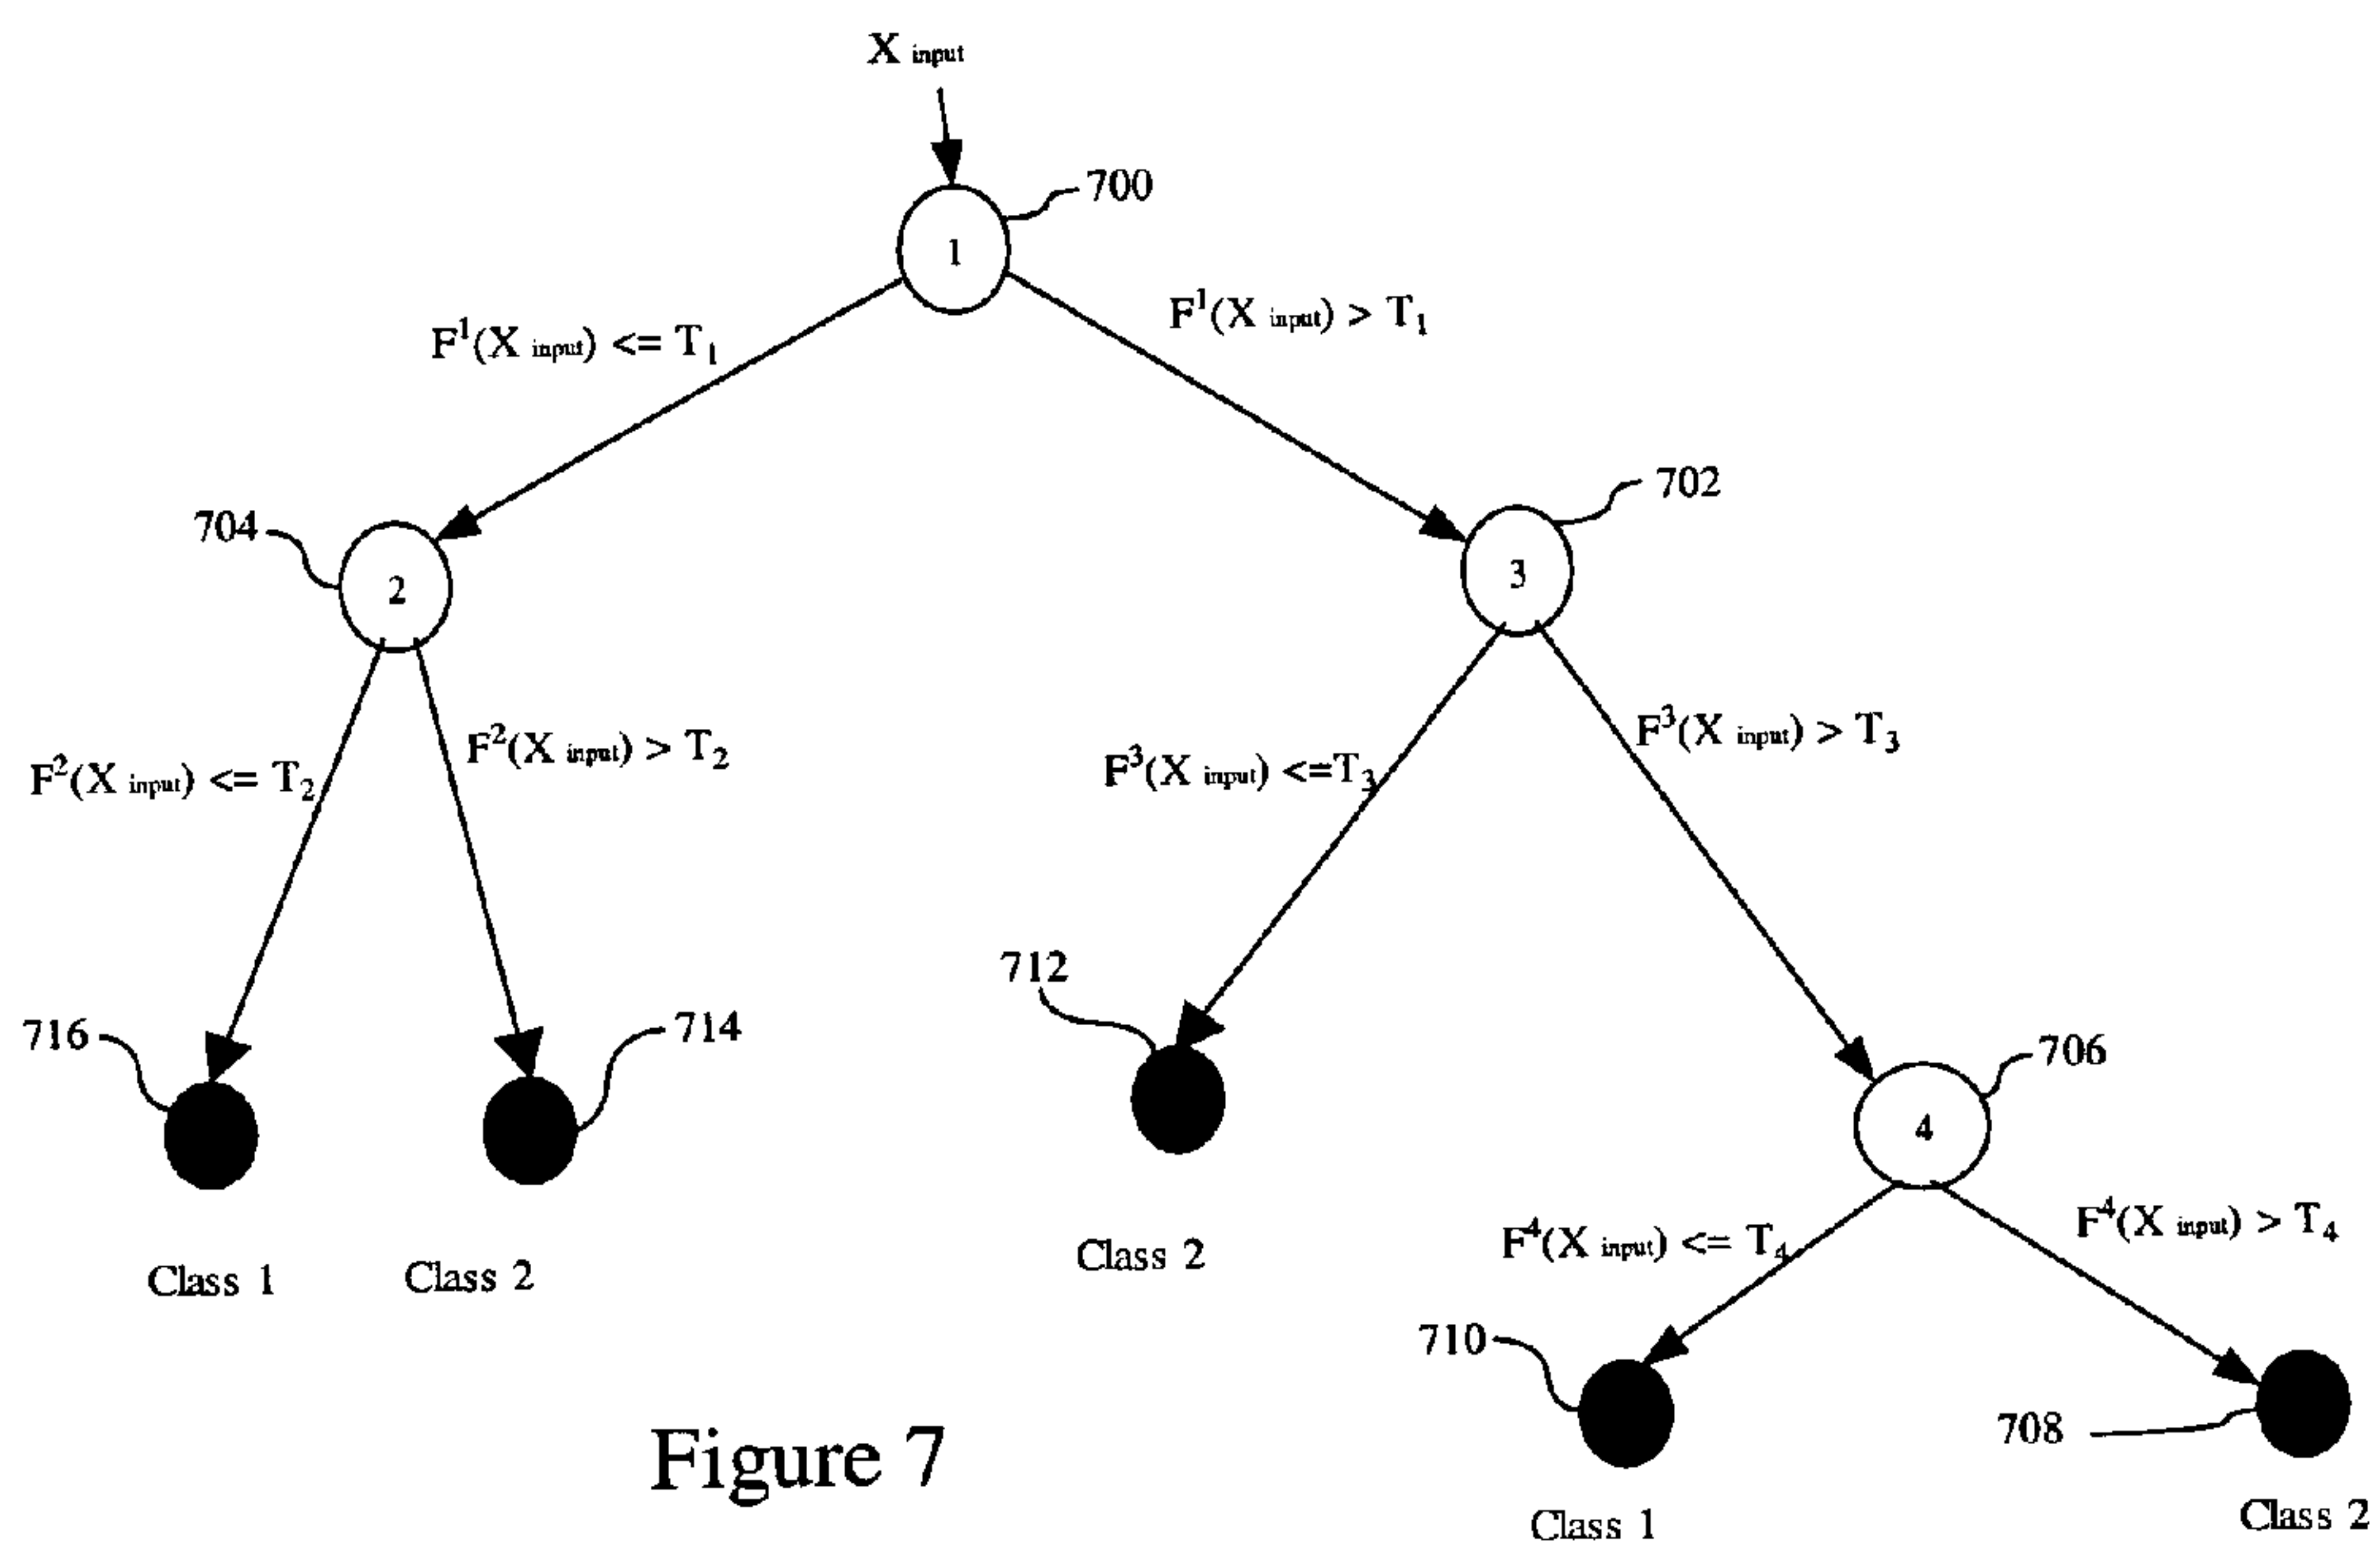 X input
700
1
F¹(X input) <= T₁
F¹(X input) > T₁
702
704
2
3
F²(X input) <= T₂
F²(X input) > T₂
F³(X input) <=T₃
F³(X input) > T₃
712
716
714
706
4
F⁴(X input) <= T₄
F⁴(X input) > T₄
Class 1
Class 2
Class 2
710
708
Figure 7
Class 1
Class 2